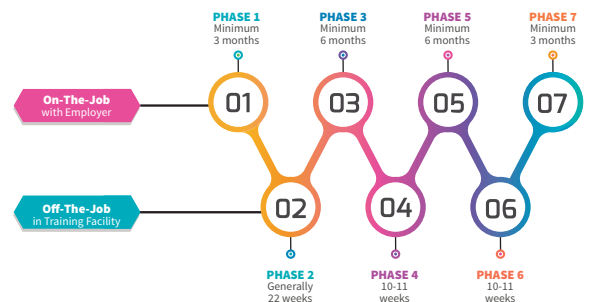 PHASE 1
Minimum
3 months
PHASE 3
Minimum
6 months
PHASE 5
Minimum
6 months
PHASE 7
Minimum
3 months
On-The-Job
with Employer
01
03
05
07
Off-The-Job
in Training Facility
02
04
06
PHASE 2
Generally
22 weeks
PHASE 4
10-11
weeks
PHASE 6
10-11
weeks